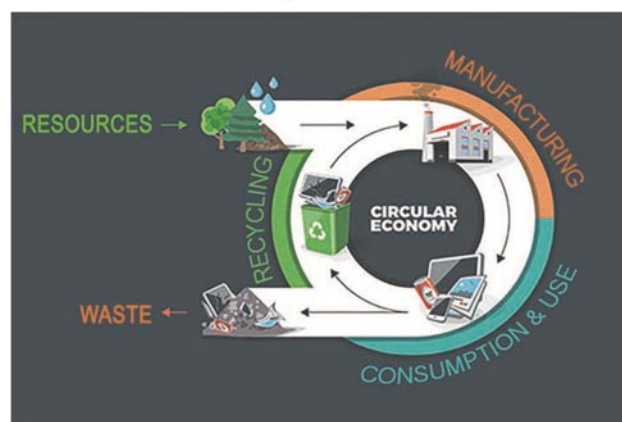 RESOURCES
MANUFACTURING
RECYCLING
CIRCULAR
ECONOMY
WASTE
CONSUMPTION & USE